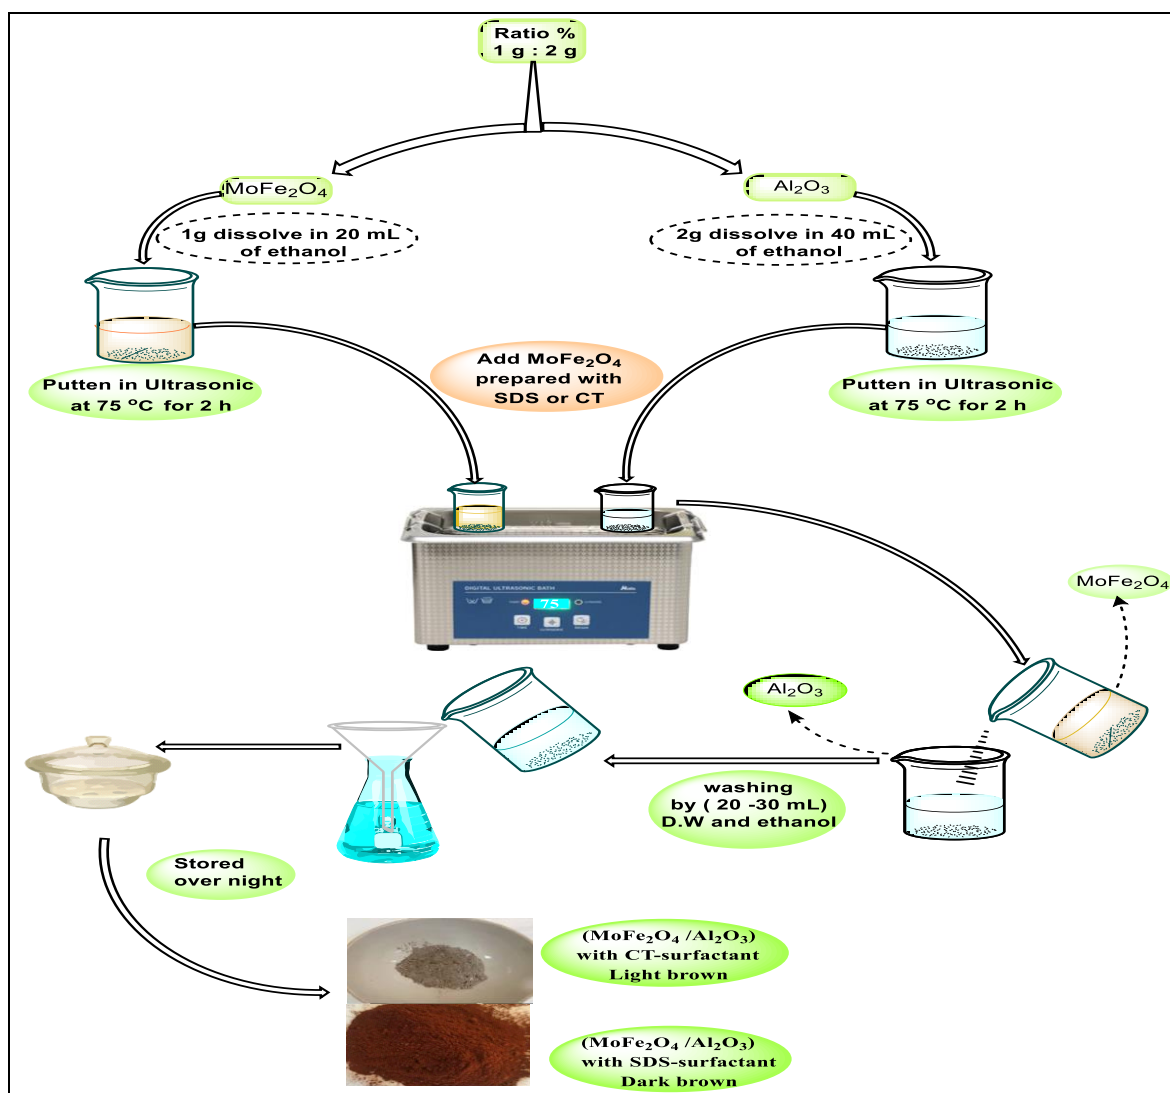 Ratio %
1 g : 2 g
MoFe₂O₄
Al₂O₃
1g dissolve in 20 mL
of ethanol
2g dissolve in 40 mL
of ethanol
Add MoFe₂O₄
prepared with
SDS or CT
Putten in Ultrasonic
at 75 °C for 2 h
Putten in Ultrasonic
at 75 °C for 2 h
DIGITAL ULTRASONIC BATH
75
MoFe₂O₄
Al₂O₃
washing
by ( 20 -30 mL)
D.W and ethanol
Stored
over night
(MoFe₂O₄ /Al₂O₃)
with CT-surfactant
Light brown
(MoFe₂O₄ /Al₂O₃)
with SDS-surfactant
Dark brown